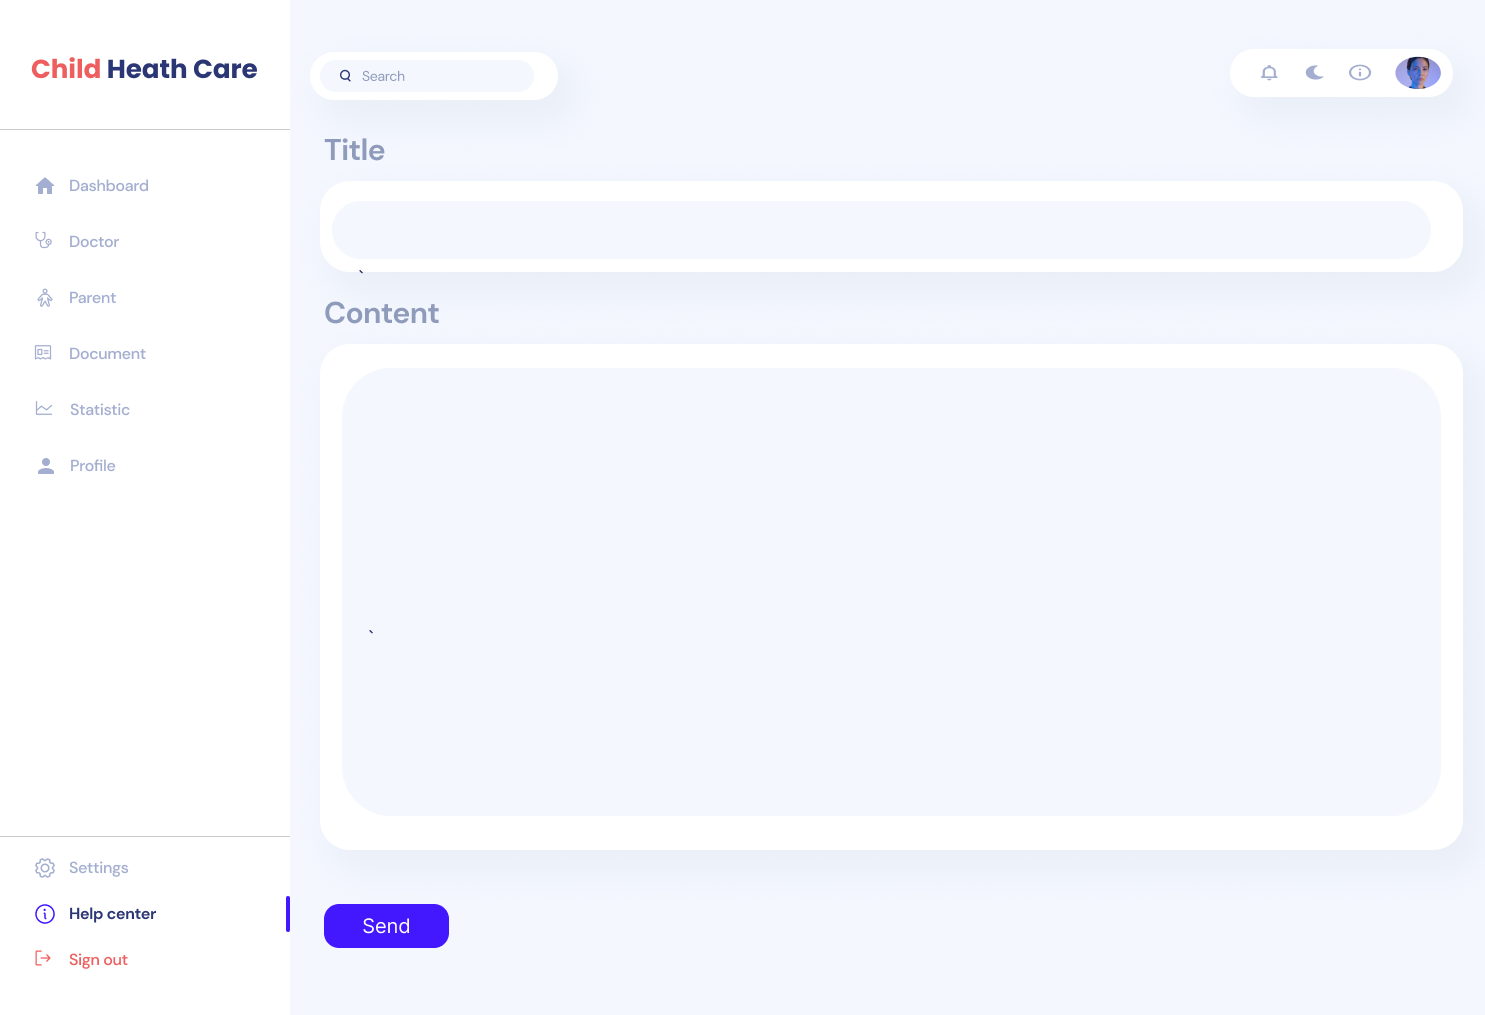 Child Heath Care
Search
Title
`
Content
`
Send
Dashboard
Doctor
Parent
Document
Statistic
Profile
Settings
Help center
Sign out